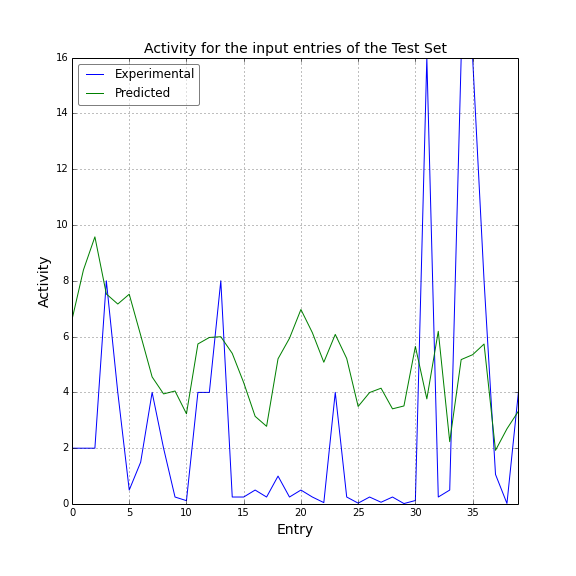 Activity for the input entries of the Test Set
Experimental
Predicted
16
14
12
10
8
6
4
2
0
Activity
0 5 10 15 20 25 30 35
Entry